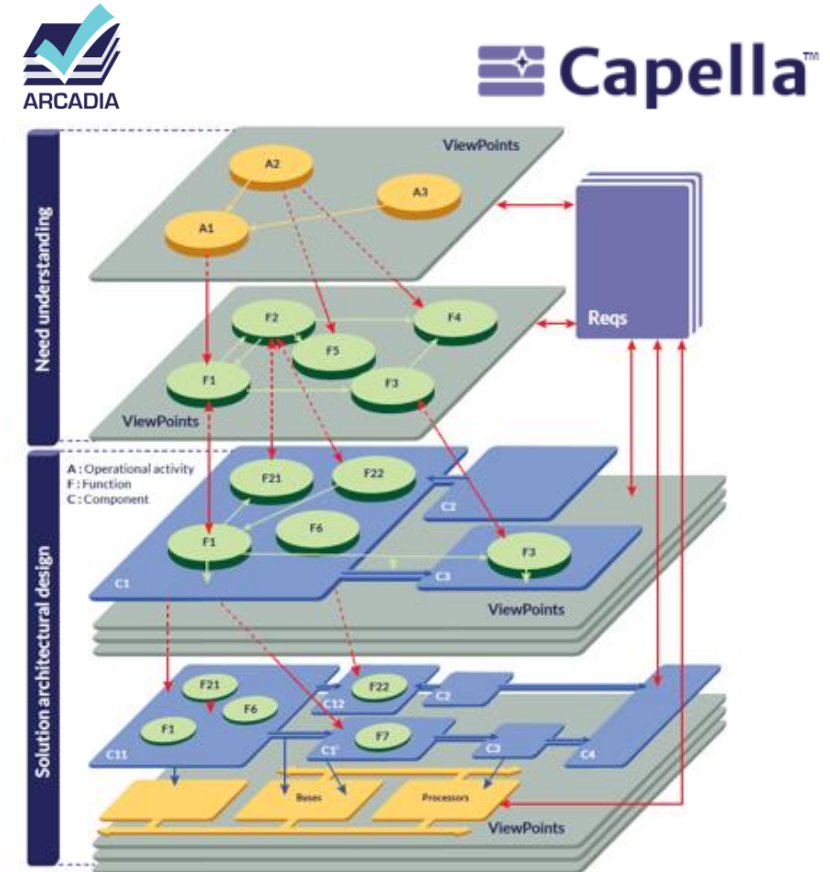 ARCADIA
Capella™
Need understanding
ViewPoints
A2
A3
A1
Reqs
F2
F4
F5
F1
F3
ViewPoints
Solution architectural design
A : Operational activity
F : Function
C : Component
F21
F22
C2
F6
F1
F3
C1
C3
ViewPoints
F21
F22
C2
C12
F6
F1
F7
C1'
C3
C4
C11
Buses
Processors
ViewPoints